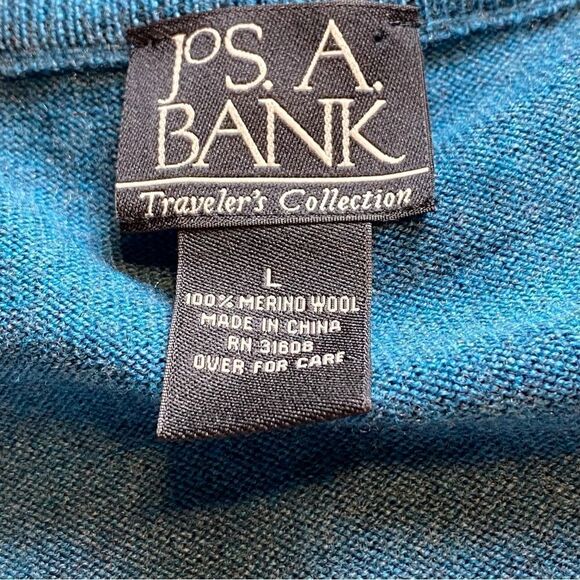 JOS. A.
BANK
Traveler's Collection
L
100% MERINO WOOL
MADE IN CHINA
RN 31608
OVER FOR CARE